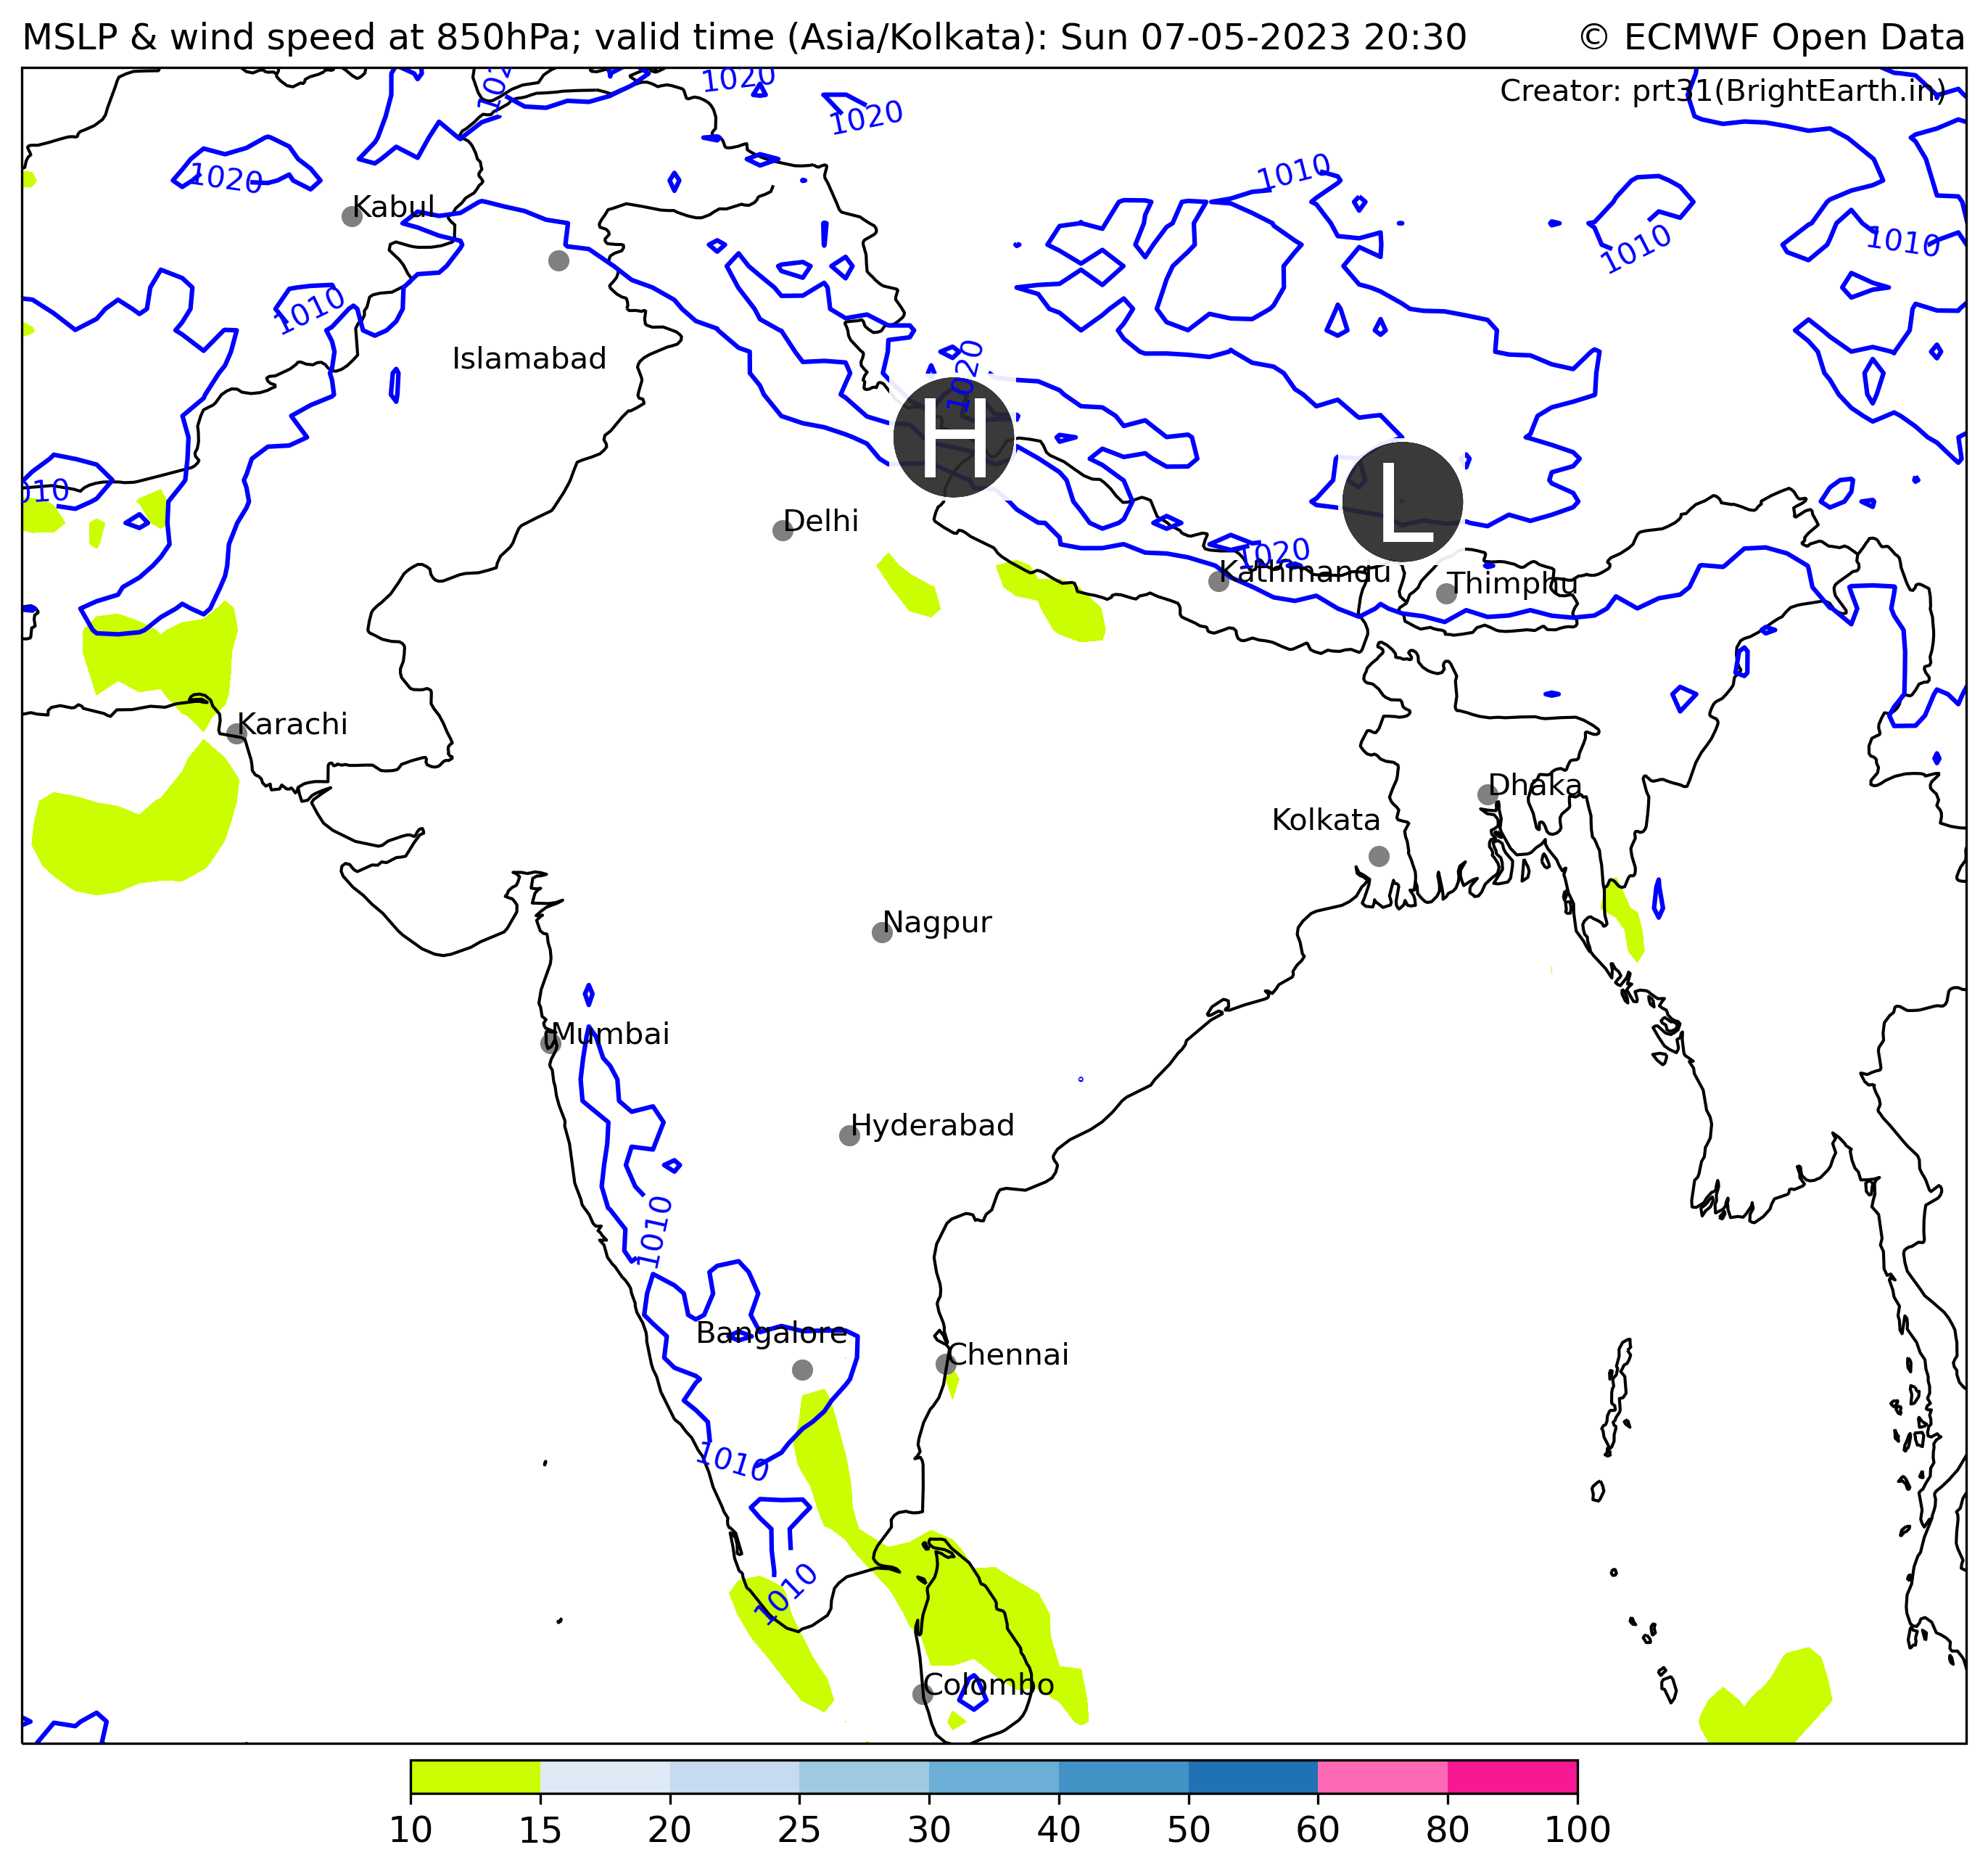 MSLP & wind speed at 850hPa; valid time (Asia/Kolkata): Sun 07-05-2023 20:30
© ECMWF Open Data
Creator: prt31(BrightEarth.in)
1020
1020
1020
1010
Kabul
1010
1010
1010
Islamabad
1020
H
L
010
Delhi
1020
Kathmandu
Thimphu
Karachi
Dhaka
Kolkata
Nagpur
Mumbai
Hyderabad
1010
Bangalore
Chennai
1010
1010
Colombo
10 15 20 25 30 40 50 60 80 100